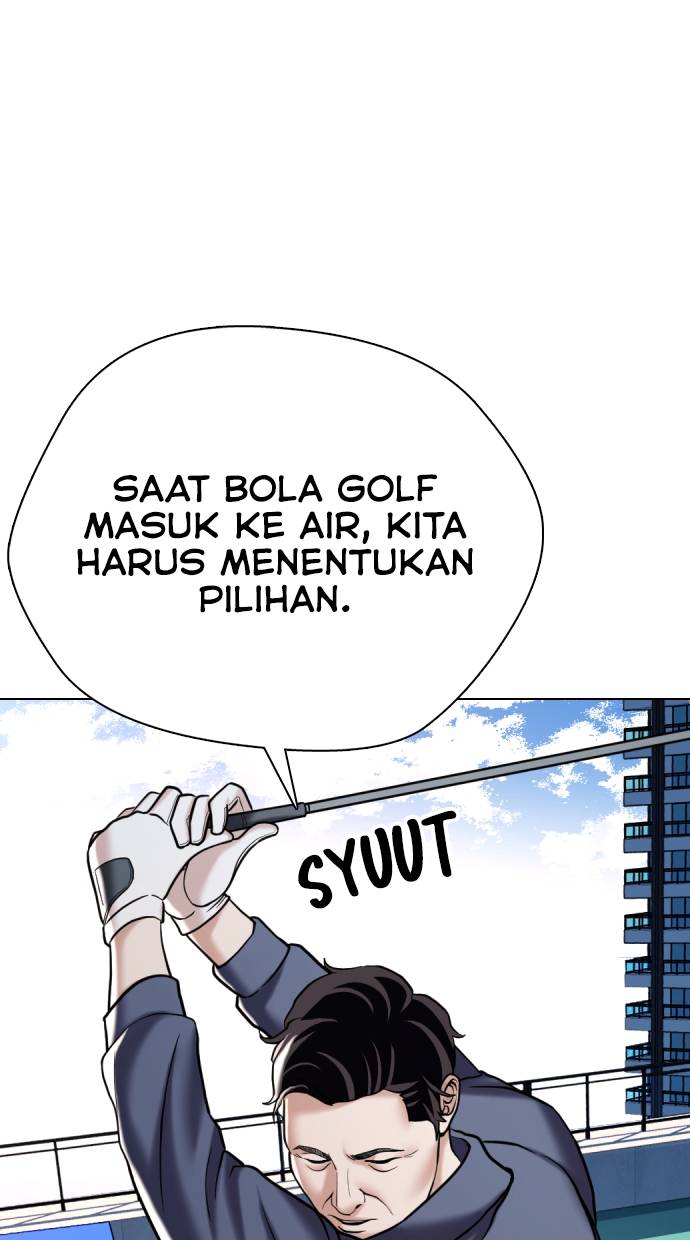 SAAT BOLA GOLF
MASUK KE AIR, KITA
HARUS MENENTUKAN
PILIHAN.
SYUUT